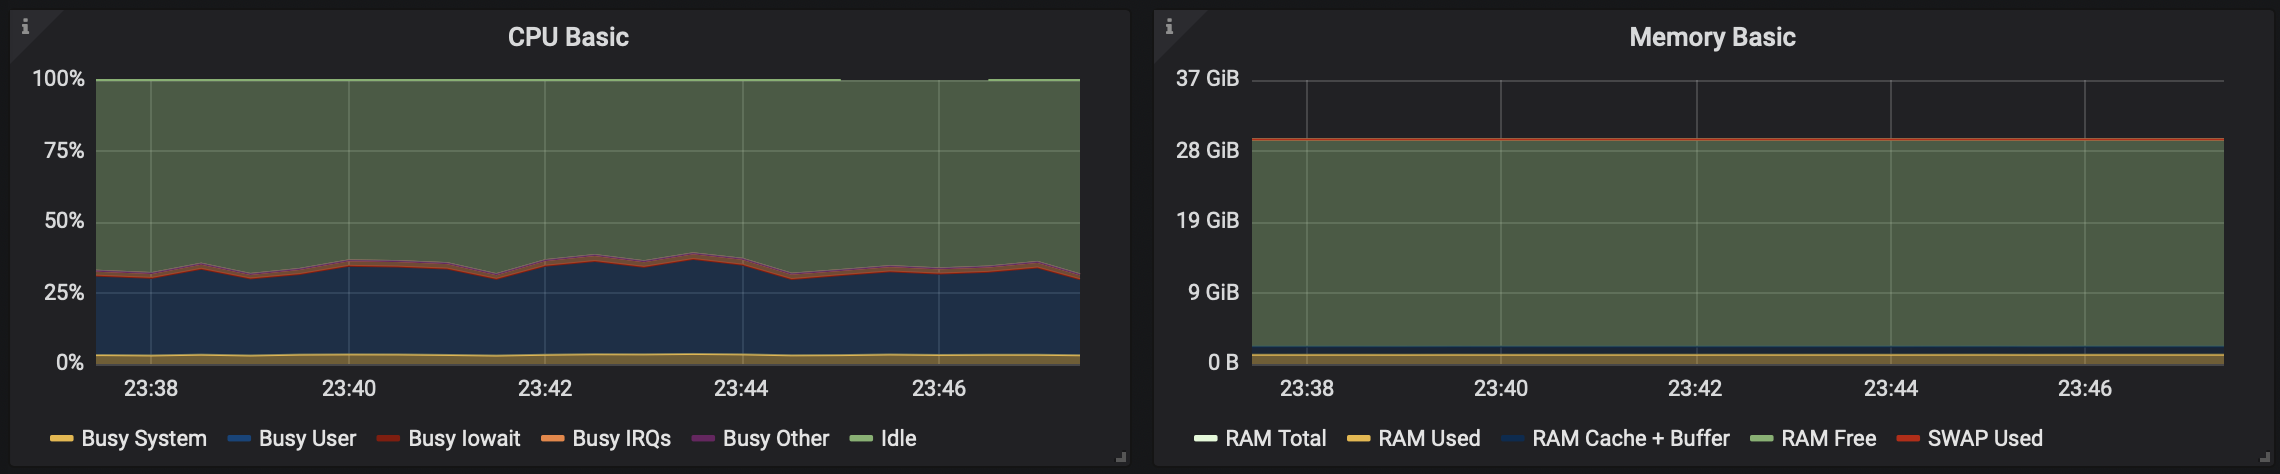 CPU Basic
100%
75%
50%
25%
0%
23:38 23:40 23:42 23:44 23:46
Busy System Busy User Busy Iowait Busy IRQs Busy Other Idle
Memory Basic
37 GiB
28 GiB
19 GiB
9 GiB
0 B
23:38 23:40 23:42 23:44 23:46
RAM Total RAM Used RAM Cache + Buffer RAM Free SWAP Used